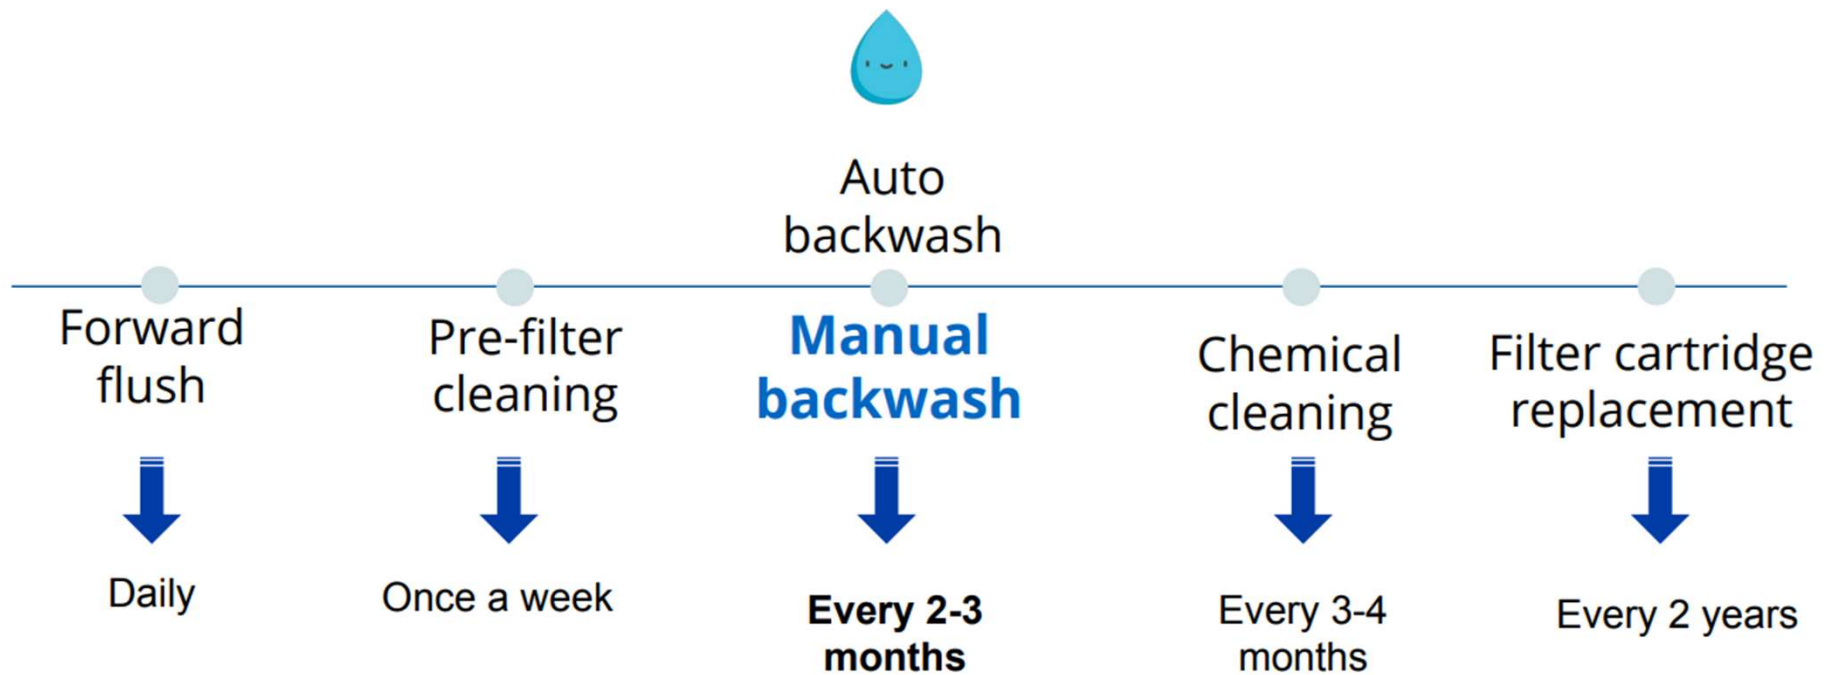 Auto
backwash
Forward
flush
Pre-filter
cleaning
Manual
backwash
Chemical
cleaning
Filter cartridge
replacement
Daily
Once a week
Every 2-3
months
Every 3-4
months
Every 2 years